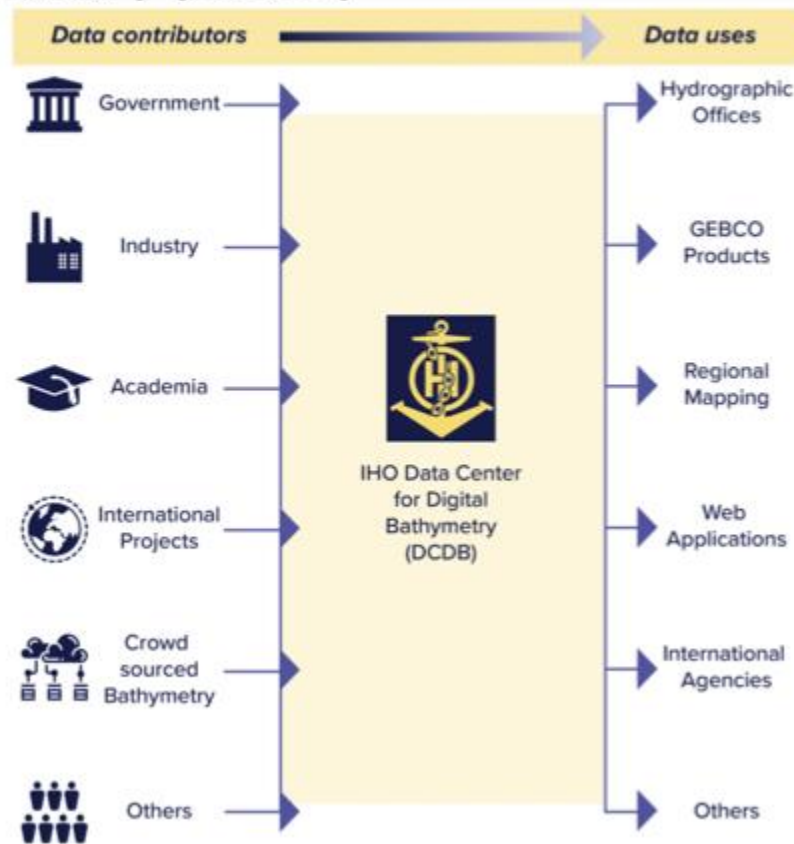 Data contributors
Data uses
Government
Hydrographic
Offices
Industry
GEBCO
Products
Academia
Regional
Mapping
IHO Data Center
for Digital
Bathymetry
(DCDB)
International
Projects
Web
Applications
Crowd
sourced
Bathymetry
International
Agencies
Others
Others